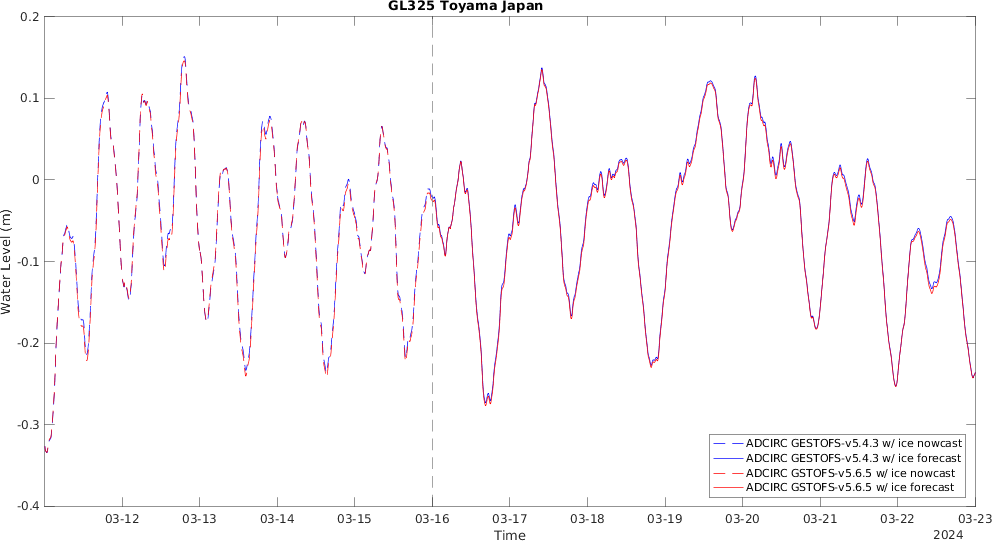 GL325 Toyama Japan
0.2
0.1
0
-0.1
-0.2
-0.3
-0.4
Water Level (m)
03-12 03-13 03-14 03-15 03-16 03-17 03-18 03-19 03-20 03-21 03-22 03-23
Time
2024
ADCIRC GESTOFS-v5.4.3 w/ ice nowcast
ADCIRC GESTOFS-v5.4.3 w/ ice forecast
ADCIRC GSTOFS-v5.6.5 w/ ice nowcast
ADCIRC GSTOFS-v5.6.5 w/ ice forecast